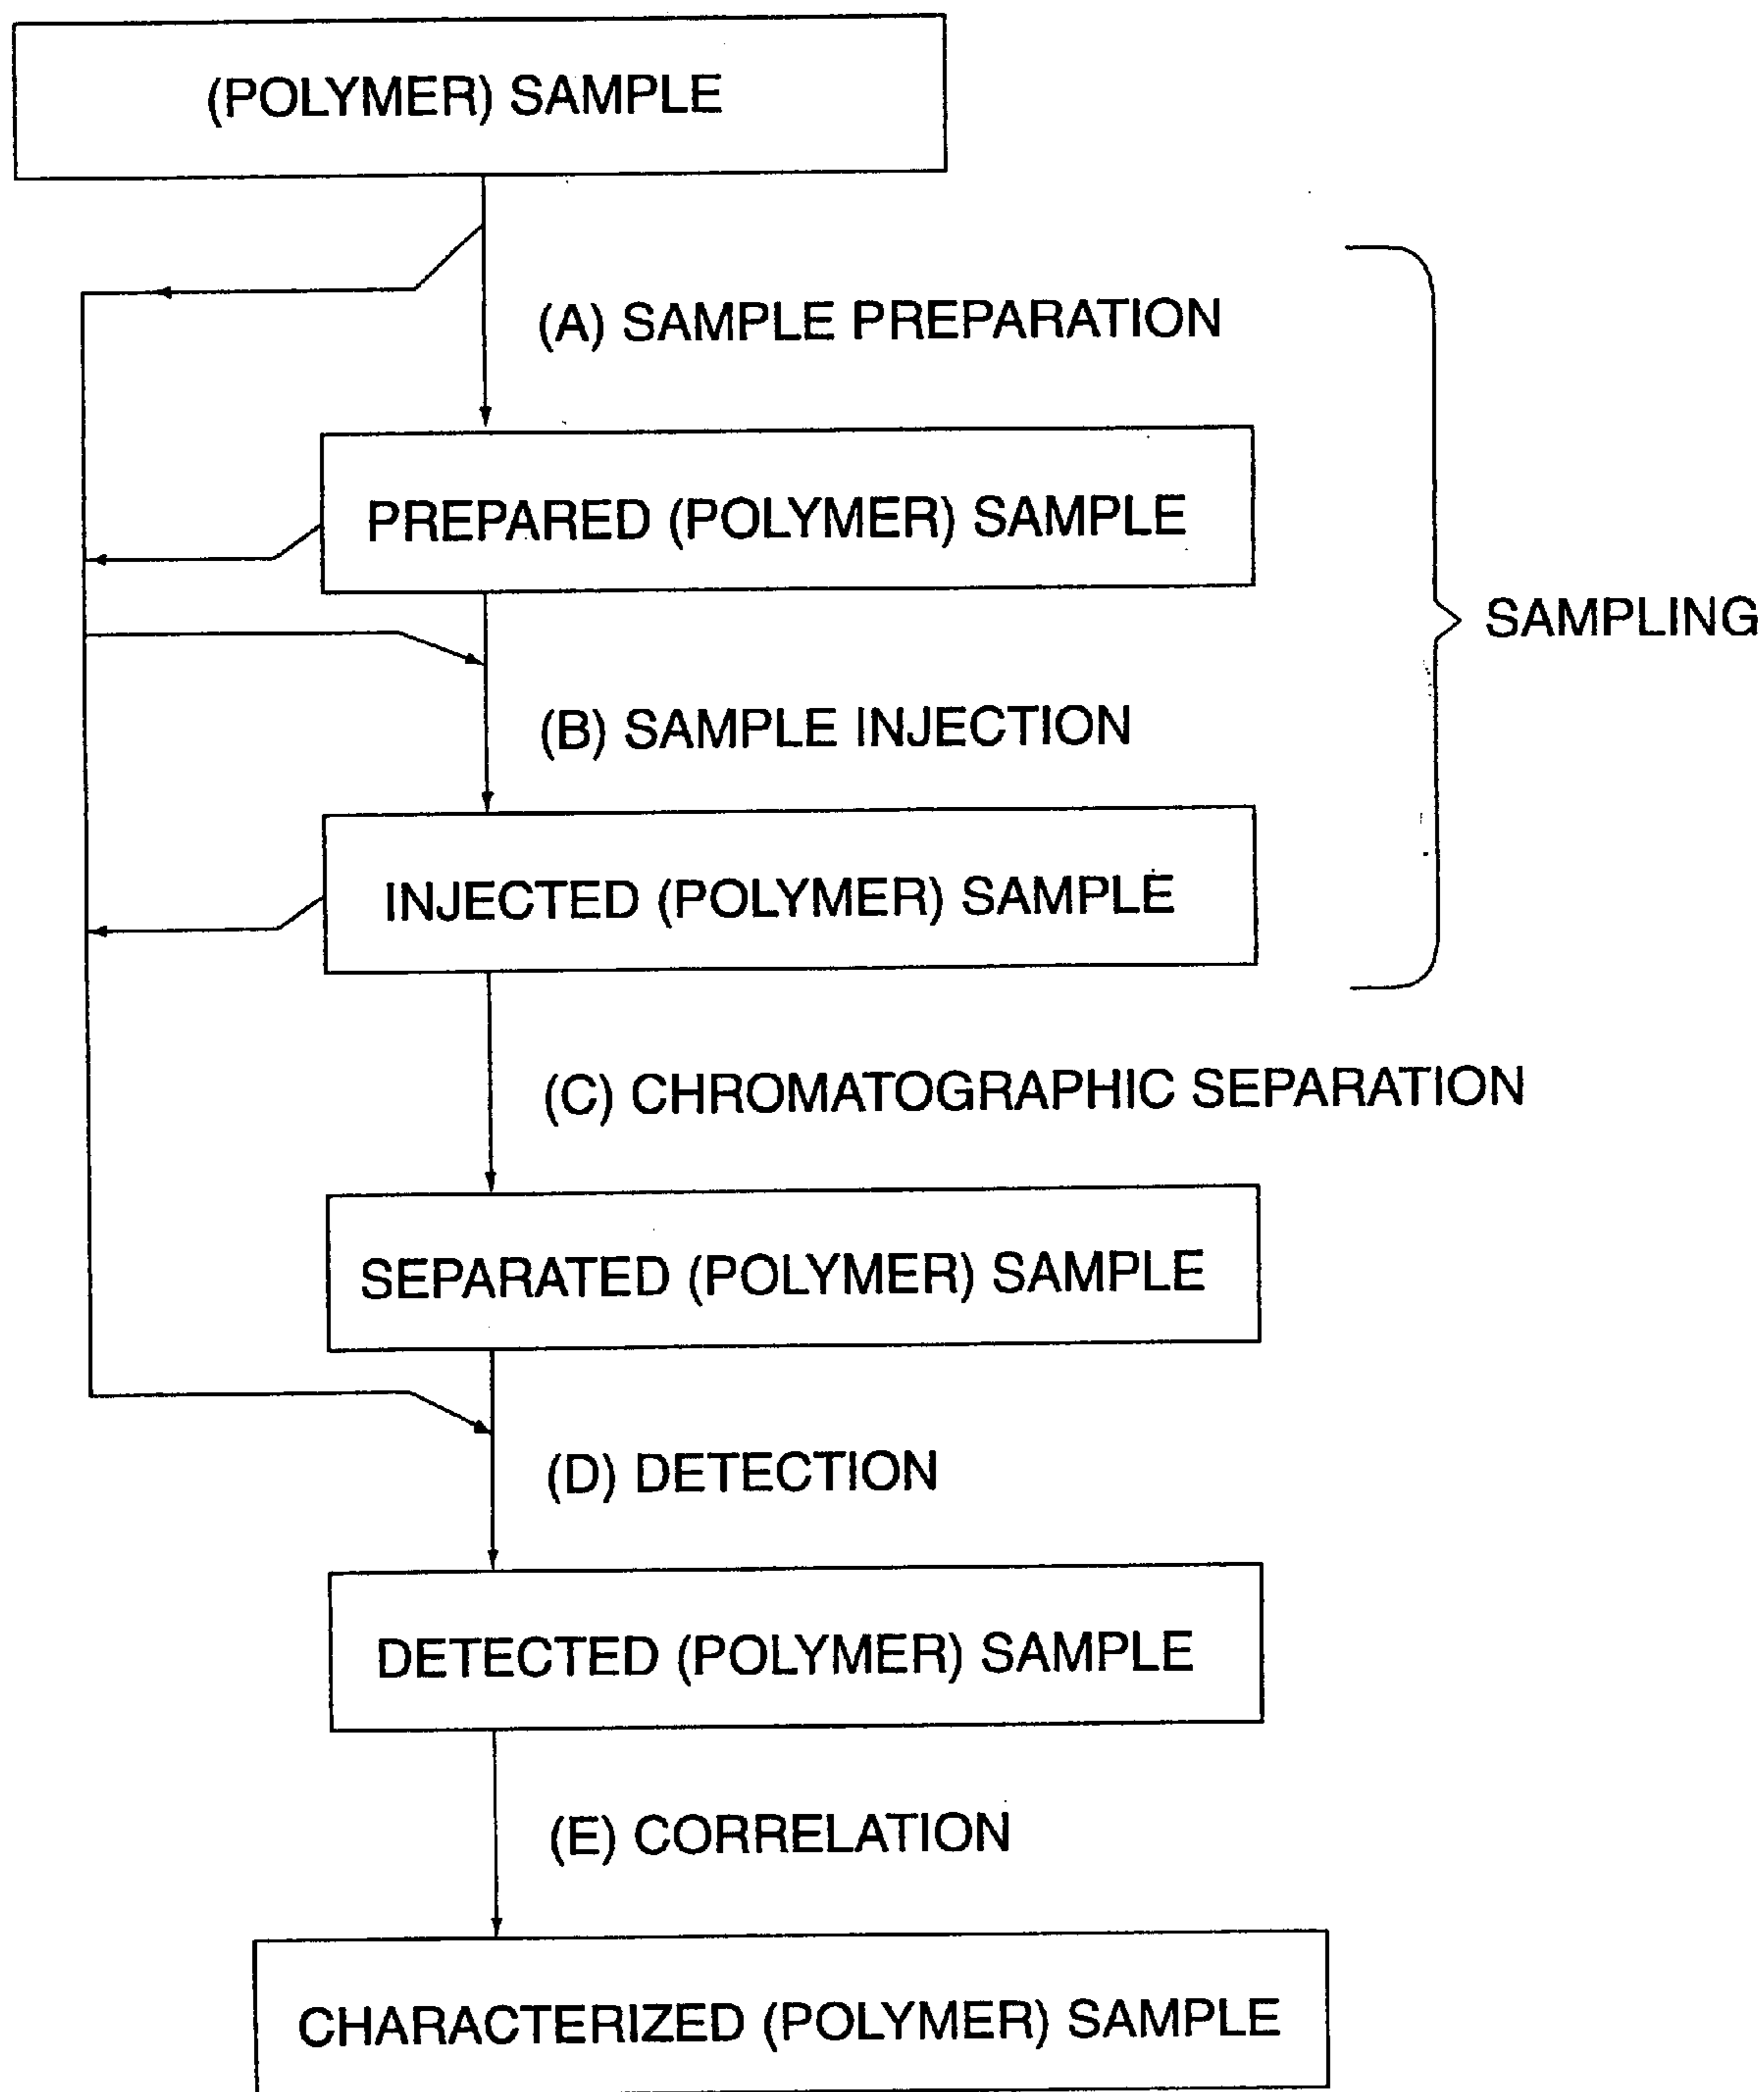 (POLYMER) SAMPLE
(A) SAMPLE PREPARATION
PREPARED (POLYMER) SAMPLE
SAMPLING
(B) SAMPLE INJECTION
INJECTED (POLYMER) SAMPLE
(C) CHROMATOGRAPHIC SEPARATION
SEPARATED (POLYMER) SAMPLE
(D) DETECTION
DETECTED (POLYMER) SAMPLE
(E) CORRELATION
CHARACTERIZED (POLYMER) SAMPLE